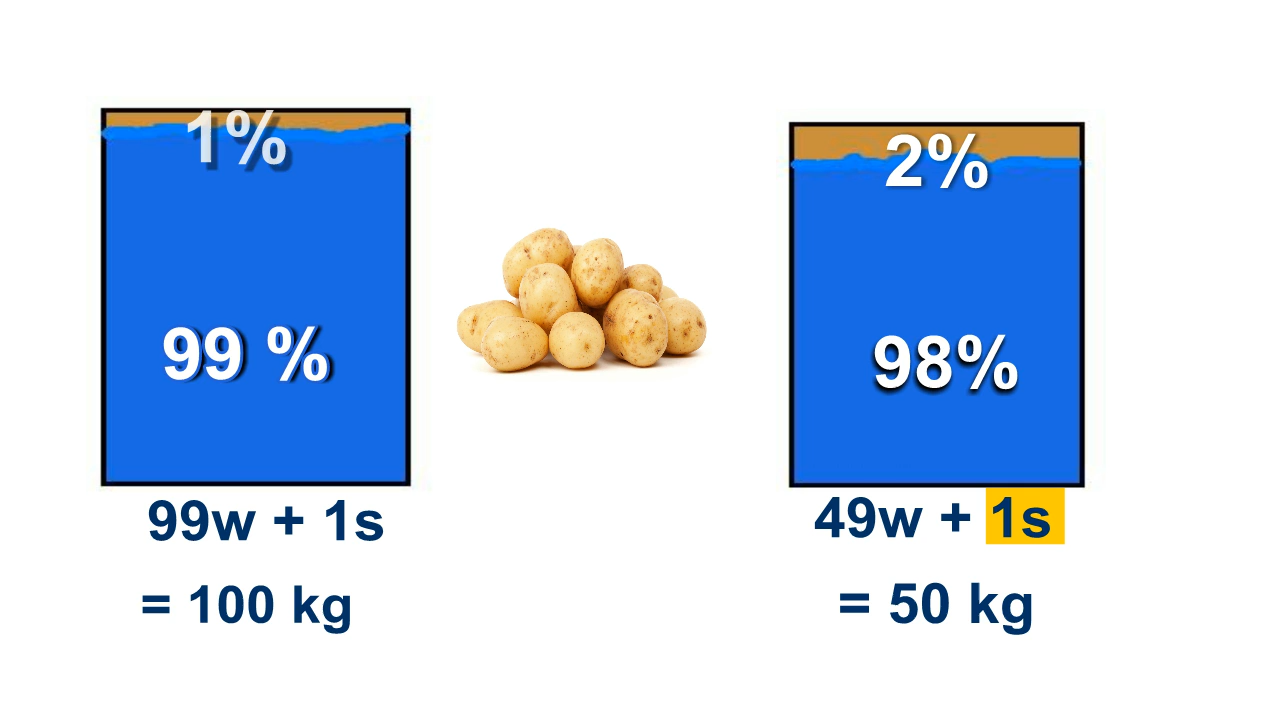 1%
99 %
99w + 1s
= 100 kg
2%
98%
49w + 1s
= 50 kg